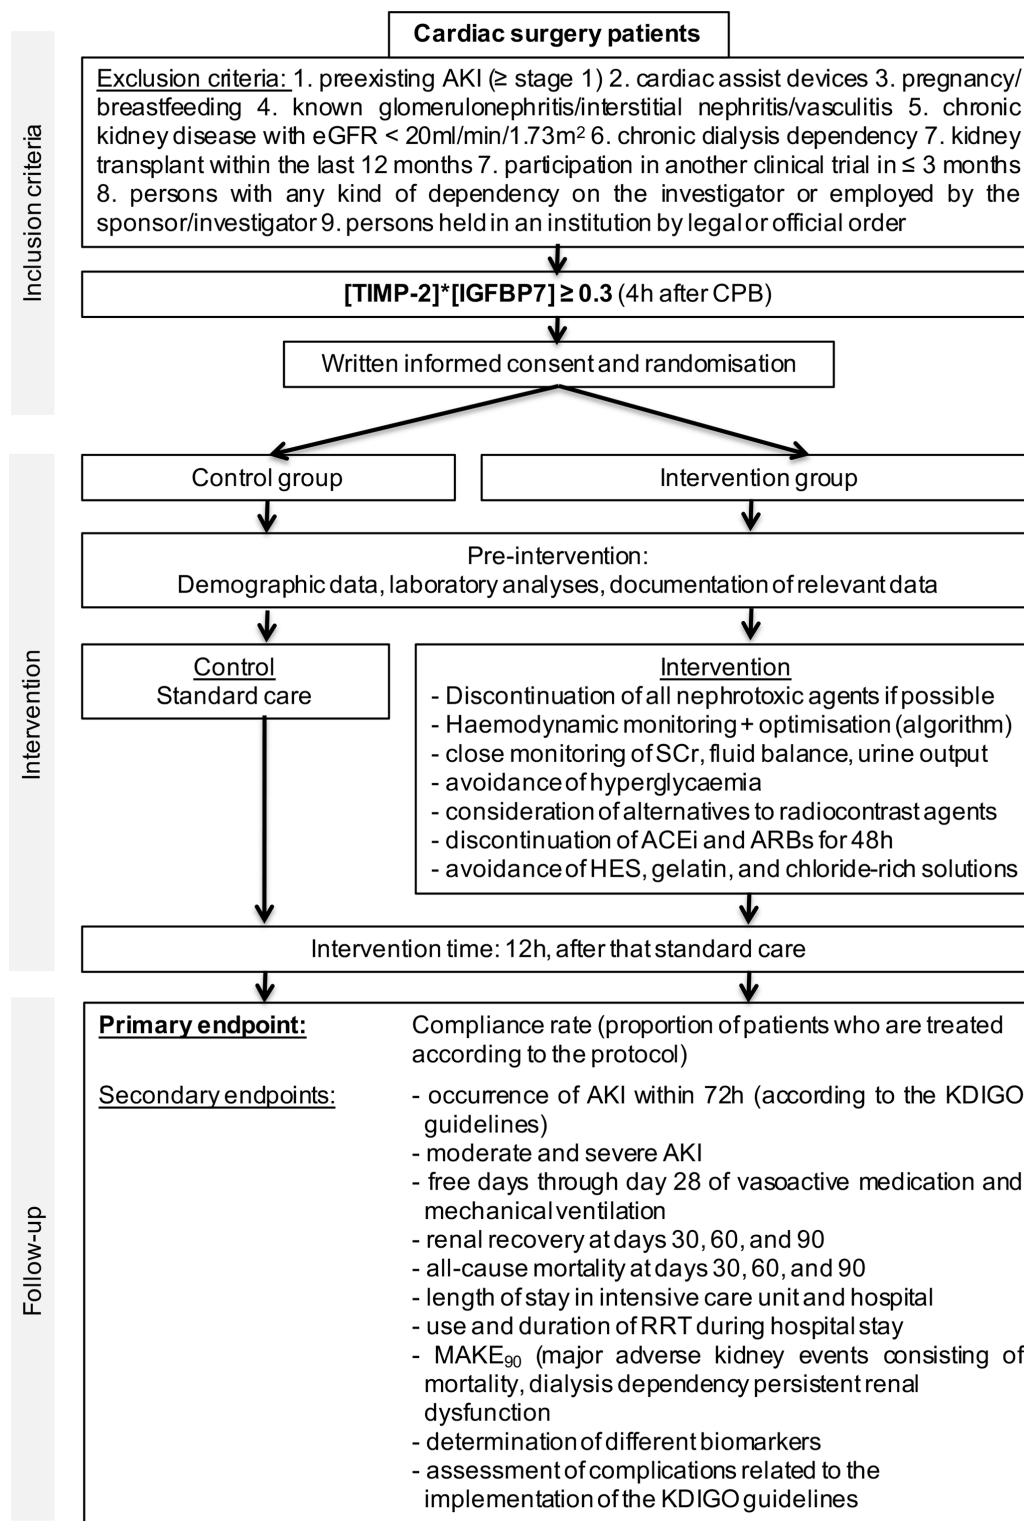 Cardiac surgery patients
Inclusion criteria
Exclusion criteria: 1. preexisting AKI (≥ stage 1) 2. cardiac assist devices 3. pregnancy/
breastfeeding 4. known glomerulonephritis/interstitial nephritis/vasculitis 5. chronic
kidney disease with eGFR < 20ml/min/1.73m² 6. chronic dialysis dependency 7. kidney
transplant within the last 12 months 7. participation in another clinical trial in ≤ 3 months
8. persons with any kind of dependency on the investigator or employed by the
sponsor/investigator 9. persons held in an institution by legal or official order
[TIMP-2]*[IGFBP7] ≥ 0.3 (4h after CPB)
Written informed consent and randomisation
Intervention
Control group
Intervention group
Pre-intervention:
Demographic data, laboratory analyses, documentation of relevant data
Control
Standard care
Intervention
- Discontinuation of all nephrotoxic agents if possible
- Haemodynamic monitoring + optimisation (algorithm)
- close monitoring of SCr, fluid balance, urine output
- avoidance of hyperglycaemia
- consideration of alternatives to radiocontrast agents
- discontinuation of ACEi and ARBs for 48h
- avoidance of HES, gelatin, and chloride-rich solutions
Intervention time: 12h, after that standard care
Follow-up
Primary endpoint: Compliance rate (proportion of patients who are treated
according to the protocol)
Secondary endpoints: - occurrence of AKI within 72h (according to the KDIGO
guidelines)
- moderate and severe AKI
- free days through day 28 of vasoactive medication and
mechanical ventilation
- renal recovery at days 30, 60, and 90
- all-cause mortality at days 30, 60, and 90
- length of stay in intensive care unit and hospital
- use and duration of RRT during hospital stay
- MAKE₉₀ (major adverse kidney events consisting of
mortality, dialysis dependency persistent renal
dysfunction
- determination of different biomarkers
- assessment of complications related to the
implementation of the KDIGO guidelines